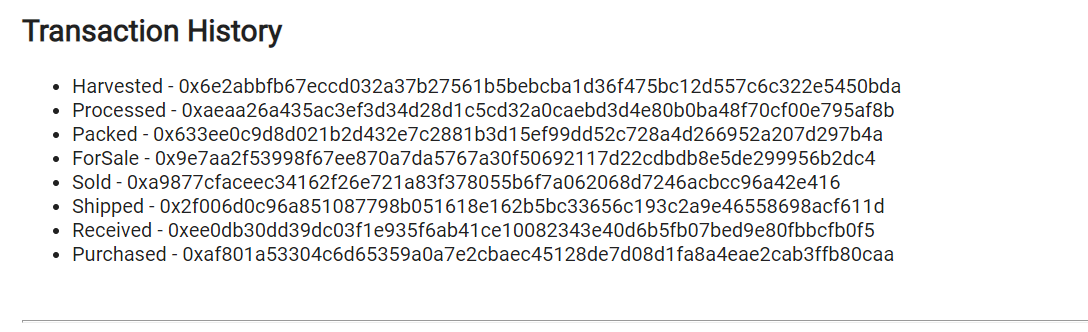 Transaction History
Harvested - 0x6e2abbfb67eccd032a37b27561b5bebcba1d36f475bc12d557c6c322e5450bda
Processed - 0xaeaa26a435ac3ef3d34d28d1c5cd32a0caebd3d4e80b0ba48f70cf00e795af8b
Packed - 0x633ee0c9d8d021b2d432e7c2881b3d15ef99dd52c728a4d266952a207d297b4a
ForSale - 0x9e7aa2f53998f67ee870a7da5767a30f50692117d22cdbdb8e5de299956b2dc4
Sold - 0xa9877cfaceec34162f26e721a83f378055b6f7a062068d7246acbcc96a42e416
Shipped - 0x2f006d0c96a851087798b051618e162b5bc33656c193c2a9e46558698acf611d
Received - 0xee0db30dd39dc03f1e935f6ab41ce10082343e40d6b5fb07bed9e80fbbcfb0f5
Purchased - 0xaf801a53304c6d65359a0a7e2cbaec45128de7d08d1fa8a4eae2cab3ffb80caa